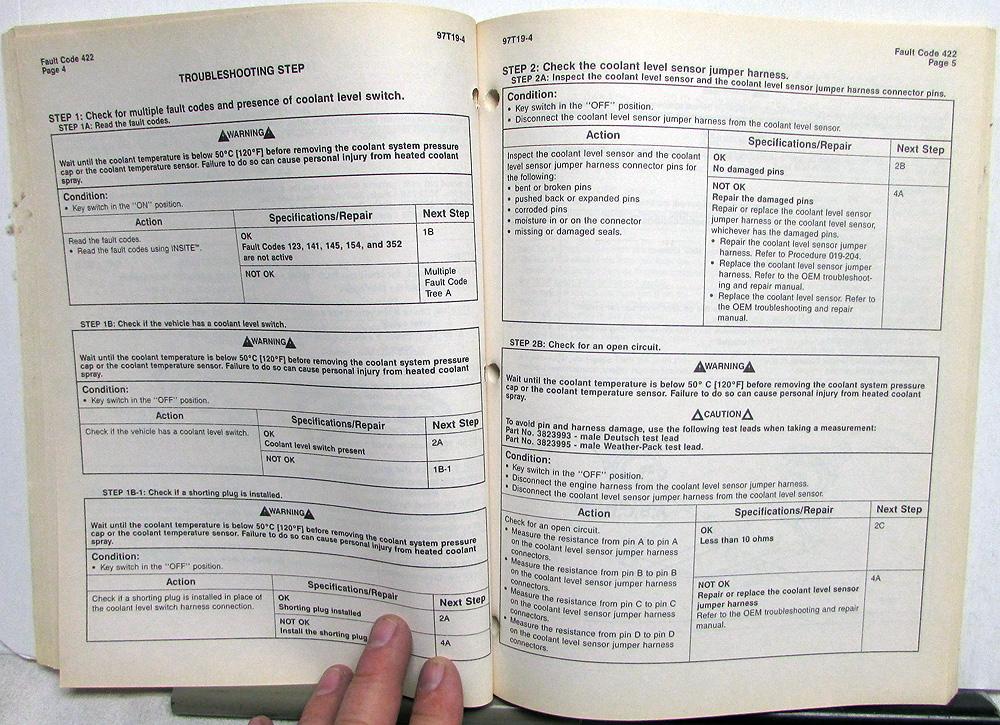 97T19-4
Fault Code 422
Page 4
TROUBLESHOOTING STEP
STEP 1: Check for multiple fault codes and presence of coolant level switch.
STEP 1A: Read the fault codes.
WARNING
Wait until the coolant temperature is below 50°C [120°F] before removing the coolant system pressure
cap or the coolant temperature sensor. Failure to do so can cause personal injury from heated coolant
spray.
Condition:
• Key switch in the "ON" position.
Action
Specifications/Repair
Next Step
Read the fault codes.
• Read the fault codes using INSITE™.
OK
Fault Codes 123, 141, 145, 154, and 352
are not active
1B
NOT OK
Multiple
Fault Code
Tree A
STEP 1B: Check if the vehicle has a coolant level switch.
WARNING
Wait until the coolant temperature is below 50°C [120°F] before removing the coolant system pressure
cap or the coolant temperature sensor. Failure to do so can cause personal injury from heated coolant
spray.
Condition:
• Key switch in the "OFF" position.
Action
Specifications/Repair
Next Step
Check if the vehicle has a coolant level switch.
OK
Coolant level switch present
2A
NOT OK
1B-1
STEP 1B-1: Check if a shorting plug is installed.
WARNING
Wait until the coolant temperature is below 50°C [120°F] before removing the coolant system pressure
cap or the coolant temperature sensor. Failure to do so can cause personal injury from heated coolant
spray.
Condition:
• Key switch in the "OFF" position.
Action
Specifications/Repair
Next Step
Check if a shorting plug is installed in place of
the coolant level switch harness connection.
OK
Shorting plug installed
2A
NOT OK
Install the shorting plug
4A
97T19-4
Fault Code 422
Page 5
STEP 2: Check the coolant level sensor jumper harness.
STEP 2A: Inspect the coolant level sensor and the coolant level sensor jumper harness connector pins.
Condition:
• Key switch in the "OFF" position.
• Disconnect the coolant level sensor jumper harness from the coolant level sensor.
Action
Specifications/Repair
Next Step
Inspect the coolant level sensor and the coolant
level sensor jumper harness connector pins for
the following:
• bent or broken pins
• pushed back or expanded pins
• corroded pins
• moisture in or on the connector
• missing or damaged seals.
OK
No damaged pins
2B
NOT OK
Repair the damaged pins
Repair or replace the coolant level sensor
jumper harness or the coolant level sensor,
whichever has the damaged pins.
• Repair the coolant level sensor jumper
harness. Refer to Procedure 019-204.
• Replace the coolant level sensor jumper
harness. Refer to the OEM troubleshoot-
ing and repair manual.
• Replace the coolant level sensor. Refer to
the OEM troubleshooting and repair
manual.
4A
STEP 2B: Check for an open circuit.
WARNING
Wait until the coolant temperature is below 50° C [120°F] before removing the coolant system pressure
cap or the coolant temperature sensor. Failure to do so can cause personal injury from heated coolant
spray.
CAUTION
To avoid pin and harness damage, use the following test leads when taking a measurement:
Part No. 3823993 - male Deutsch test lead
Part No. 3823995 - male Weather-Pack test lead.
Condition:
• Key switch in the "OFF" position.
• Disconnect the engine harness from the coolant level sensor jumper harness.
• Disconnect the coolant level sensor jumper harness from the coolant level sensor.
Action
Specifications/Repair
Next Step
Check for an open circuit.
• Measure the resistance from pin A to pin A
on the coolant level sensor jumper harness
connectors.
• Measure the resistance from pin B to pin B
on the coolant level sensor jumper harness
connectors.
• Measure the resistance from pin C to pin C
on the coolant level sensor jumper harness
connectors.
• Measure the resistance from pin D to pin D
on the coolant level sensor jumper harness
connectors.
OK
Less than 10 ohms
2C
NOT OK
Repair or replace the coolant level sensor
jumper harness
Refer to the OEM troubleshooting and repair
manual.
4A